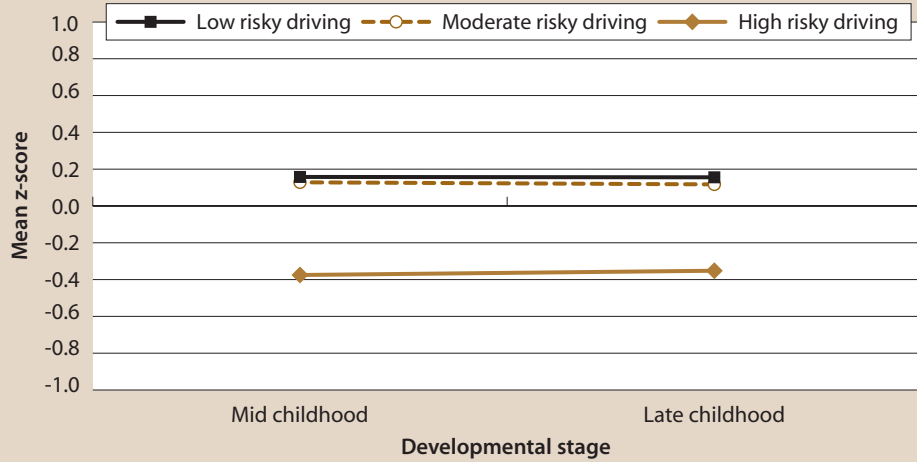 Low risky driving Moderate risky driving High risky driving
1.0
0.8
0.6
0.4
0.2
0.0
-0.2
-0.4
-0.6
-0.8
-1.0
Mean z-score
Mid childhood Late childhood
Developmental stage